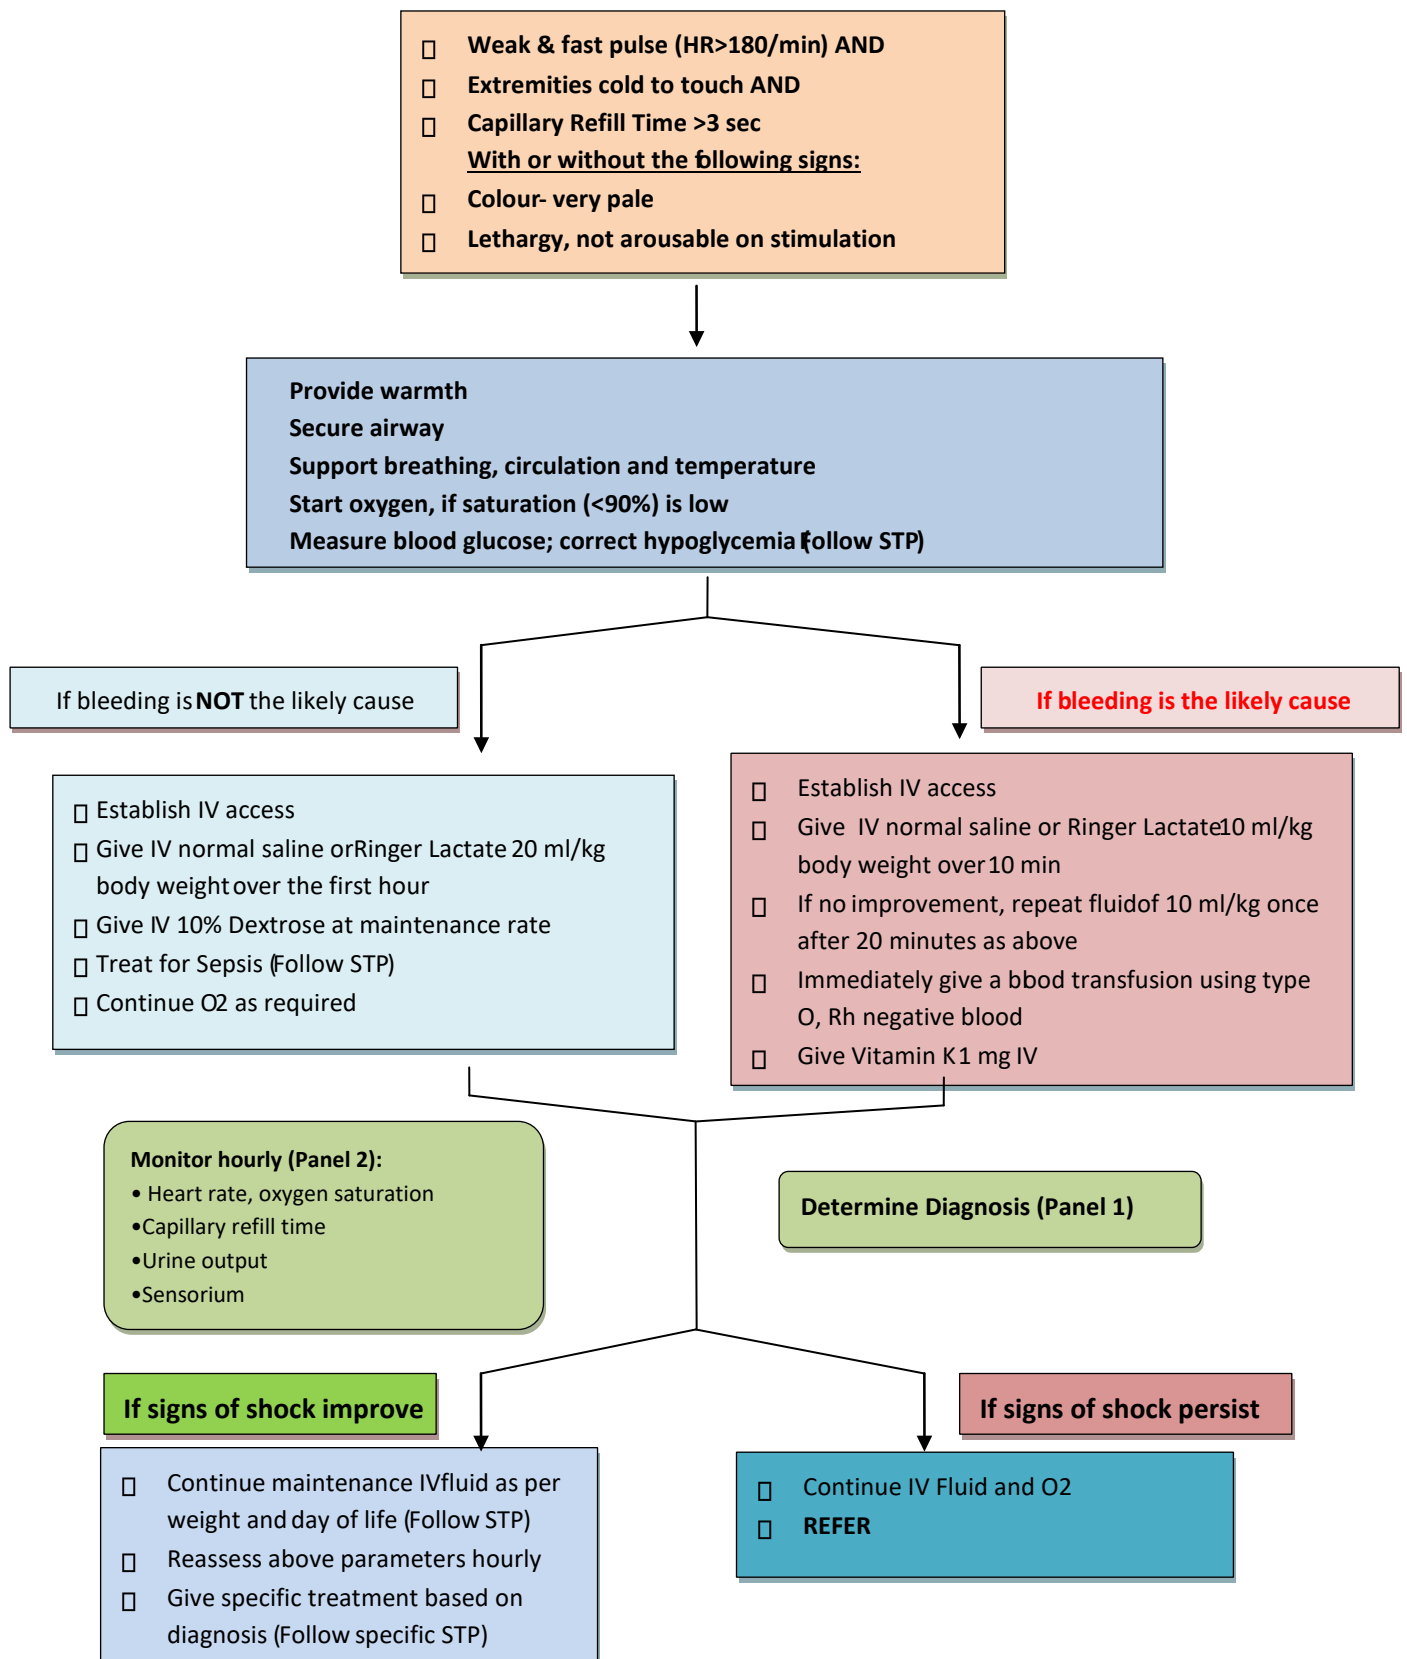 Weak & fast pulse (HR>180/min) AND
Extremities cold to touch AND
Capillary Refill Time >3 sec
With or without the following signs:
Colour- very pale
Lethargy, not arousable on stimulation
Provide warmth
Secure airway
Support breathing, circulation and temperature
Start oxygen, if saturation (<90%) is low
Measure blood glucose; correct hypoglycemia (Follow STP)
If bleeding is NOT the likely cause
If bleeding is the likely cause
Establish IV access
Give IV normal saline or Ringer Lactate 20 ml/kg
body weight over the first hour
Give IV 10% Dextrose at maintenance rate
Treat for Sepsis (Follow STP)
Continue O2 as required
Establish IV access
Give IV normal saline or Ringer Lactate 10 ml/kg
body weight over 10 min
If no improvement, repeat fluid of 10 ml/kg once
after 20 minutes as above
Immediately give a blood transfusion using type
O, Rh negative blood
Give Vitamin K 1 mg IV
Monitor hourly (Panel 2):
• Heart rate, oxygen saturation
•Capillary refill time
•Urine output
•Sensorium
Determine Diagnosis (Panel 1)
If signs of shock improve
If signs of shock persist
Continue maintenance IV fluid as per
weight and day of life (Follow STP)
Reassess above parameters hourly
Give specific treatment based on
diagnosis (Follow specific STP)
Continue IV Fluid and O2
REFER